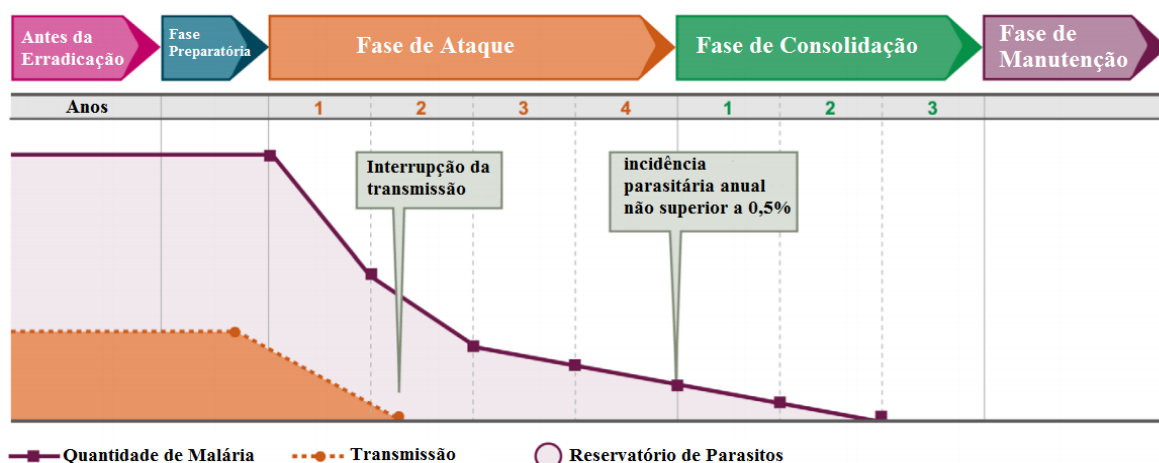 Antes da
Erradicação
Fase
Preparatória
Fase de Ataque
Fase de Consolidação
Fase de
Manutenção
Anos
1
2
3
4
1
2
3
Interrupção da
transmissão
incidência
parasitária anual
não superior a 0,5%
Quantidade de Malária
Transmissão
Reservatório de Parasitos